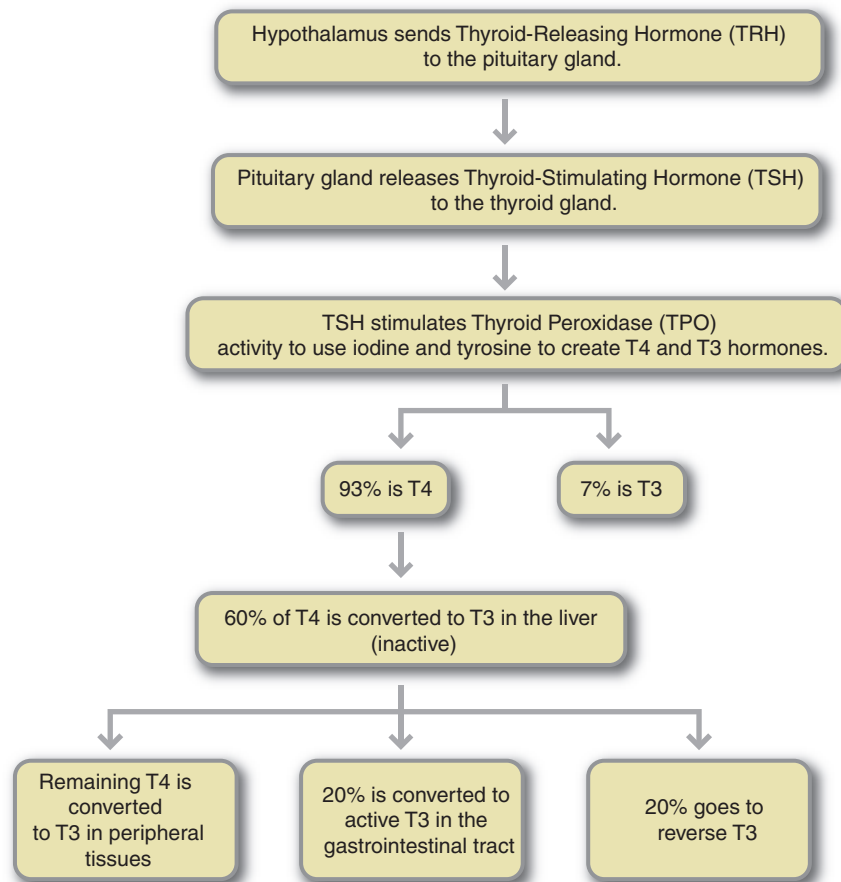 Hypothalamus sends Thyroid-Releasing Hormone (TRH)
to the pituitary gland.
Pituitary gland releases Thyroid-Stimulating Hormone (TSH)
to the thyroid gland.
TSH stimulates Thyroid Peroxidase (TPO)
activity to use iodine and tyrosine to create T4 and T3 hormones.
93% is T4
7% is T3
60% of T4 is converted to T3 in the liver
(inactive)
Remaining T4 is
converted
to T3 in peripheral
tissues
20% is converted to
active T3 in the
gastrointestinal tract
20% goes to
reverse T3